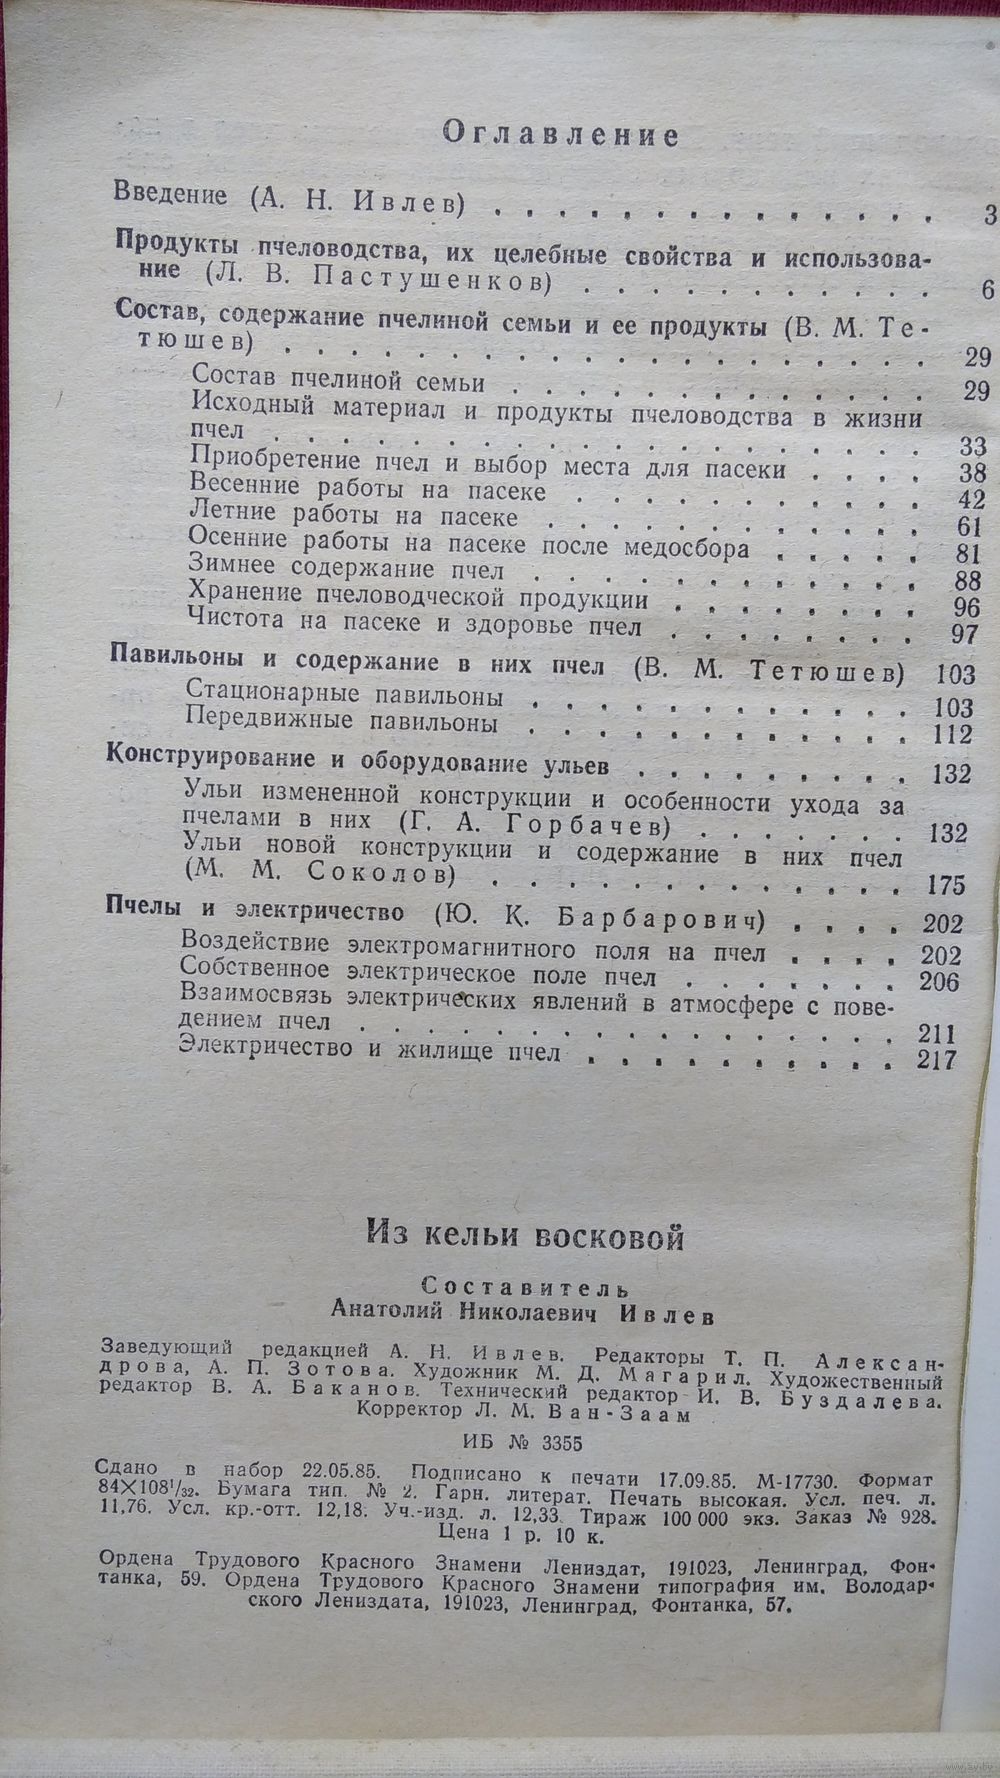 Оглавление
Введение (А. Н. Ивлев) . . . . . . . . . . . . . . 3
Продукты пчеловодства, их целебные свойства и использова-
ние (Л. В. Пастушенков) . . . . . . . . . . . 6
Состав, содержание пчелиной семьи и ее продукты (В. М. Те-
тюшев) . . . . . . . . . . . . . . . . . . . . 29
Состав пчелиной семьи . . . . . . . . . . . . . 29
Исходный материал и продукты пчеловодства в жизни
пчел . . . . . . . . . . . . . . . . . . . 33
Приобретение пчел и выбор места для пасеки . . . . 38
Весенние работы на пасеке . . . . . . . . . . 42
Летние работы на пасеке . . . . . . . . . . . 61
Осенние работы на пасеке после медосбора . . . . . 81
Зимнее содержание пчел . . . . . . . . . . . 88
Хранение пчеловодческой продукции . . . . . . . . 96
Чистота на пасеке и здоровье пчел . . . . . . . . 97
Павильоны и содержание в них пчел (В. М. Тетюшев) 103
Стационарные павильоны . . . . . . . . . . . . 103
Передвижные павильоны . . . . . . . . . . . . 112
Конструирование и оборудование ульев . . . . . . . . . 132
Ульи измененной конструкции и особенности ухода за
пчелами в них (Г. А. Горбачев) . . . . . . . 132
Ульи новой конструкции и содержание в них пчел
(М. М. Соколов) . . . . . . . . . . . 175
Пчелы и электричество (Ю. К. Барбарович) . . . . 202
Воздействие электромагнитного поля на пчел . . . . 202
Собственное электрическое поле пчел . . . . . . . 206
Взаимосвязь электрических явлений в атмосфере с пове-
дением пчел . . . . . . . . . . . . . . . . 211
Электричество и жилище пчел . . . . . . . . . . 217
Из кельи восковой
Составитель
Анатолий Николаевич Ивлев
Заведующий редакцией А. Н. Ивлев. Редакторы Т. П. Алексан-
дрова, А. П. Зотова. Художник М. Д. Магарил. Художественный
редактор В. А. Баканов. Технический редактор И. В. Буздалева.
Корректор Л. М. Ван-Заам
ИБ № 3355
Сдано в набор 22.05.85. Подписано к печати 17.09.85. М-17730. Формат
84×108¹/₃₂. Бумага тип. № 2. Гарн. литерат. Печать высокая. Усл. печ. л.
11,76. Усл. кр.-отт. 12,18. Уч.-изд. л. 12,33. Тираж 100 000 экз. Заказ № 928.
Цена 1 р. 10 к.
Ордена Трудового Красного Знамени Лениздат, 191023, Ленинград, Фон-
танка, 59. Ордена Трудового Красного Знамени типография им. Володар-
ского Лениздата, 191023, Ленинград, Фонтанка, 57.
www.ay.by